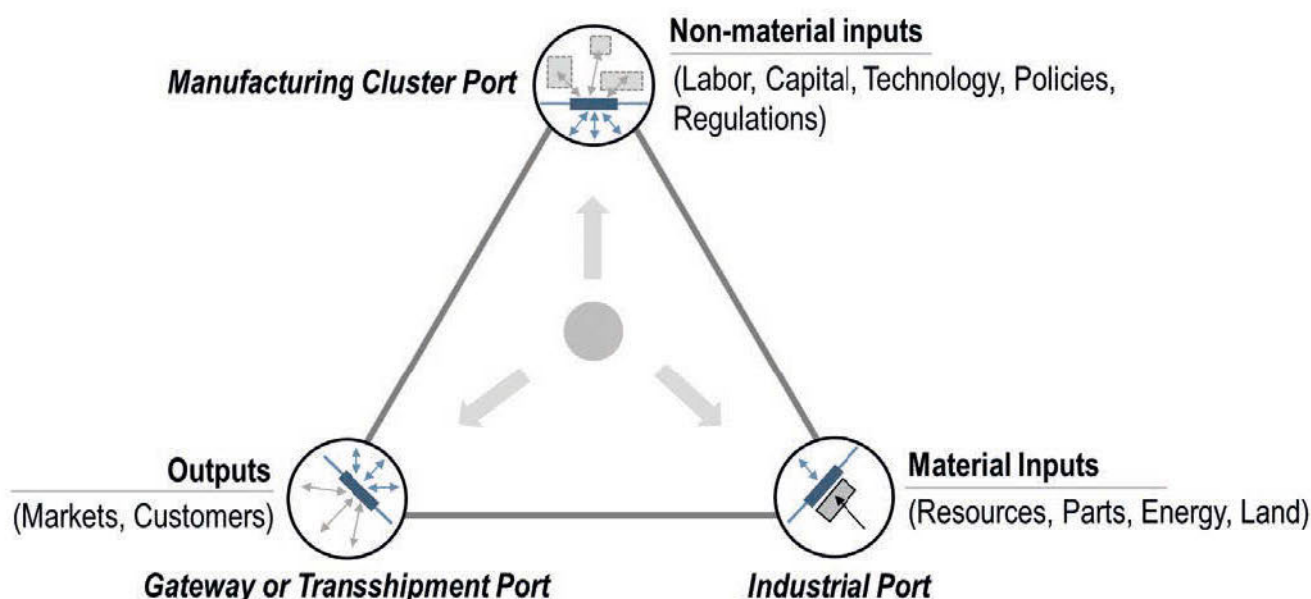 Non-material inputs
Manufacturing Cluster Port
(Labor, Capital, Technology, Policies,
Regulations)
Outputs
(Markets, Customers)
Gateway or Transshipment Port
Material Inputs
(Resources, Parts, Energy, Land)
Industrial Port